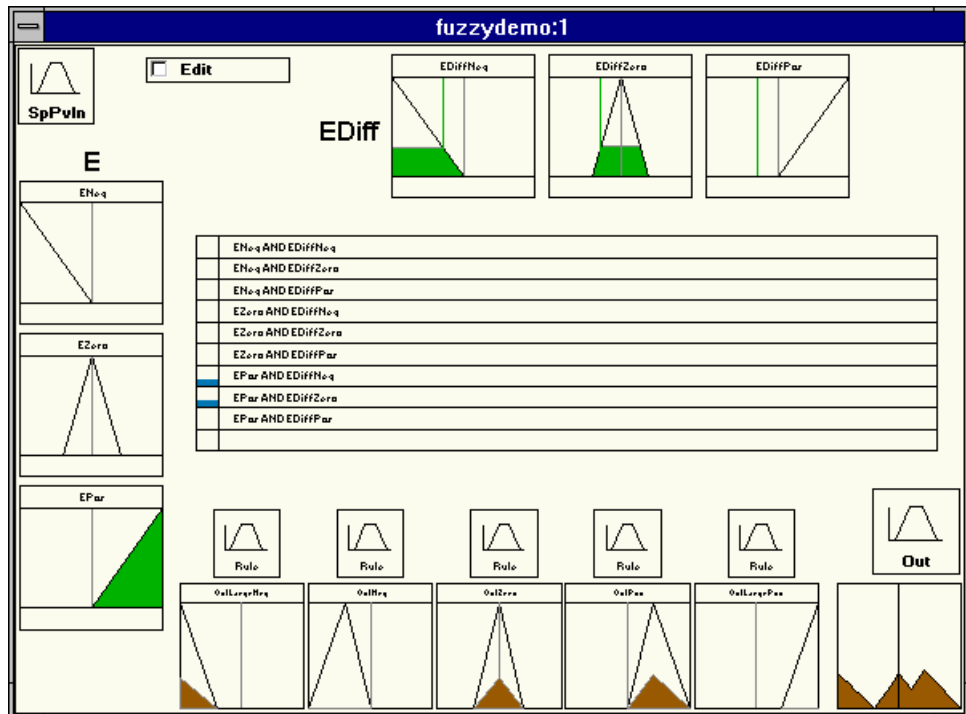 fuzzydemo:1
SpPvIn
Edit
EDiff
EDiffNeg
EDiffZero
EDiffPos
E
ENeg
EZero
EPos
ENeg AND EDiffNeg
ENeg AND EDiffZero
ENeg AND EDiffPos
EZero AND EDiffNeg
EZero AND EDiffZero
EZero AND EDiffPos
EPos AND EDiffNeg
EPos AND EDiffZero
EPos AND EDiffPos
Rule
Rule
Rule
Rule
Rule
Out
OutLargeNeg
OutNeg
OutZero
OutPos
OutLargePos